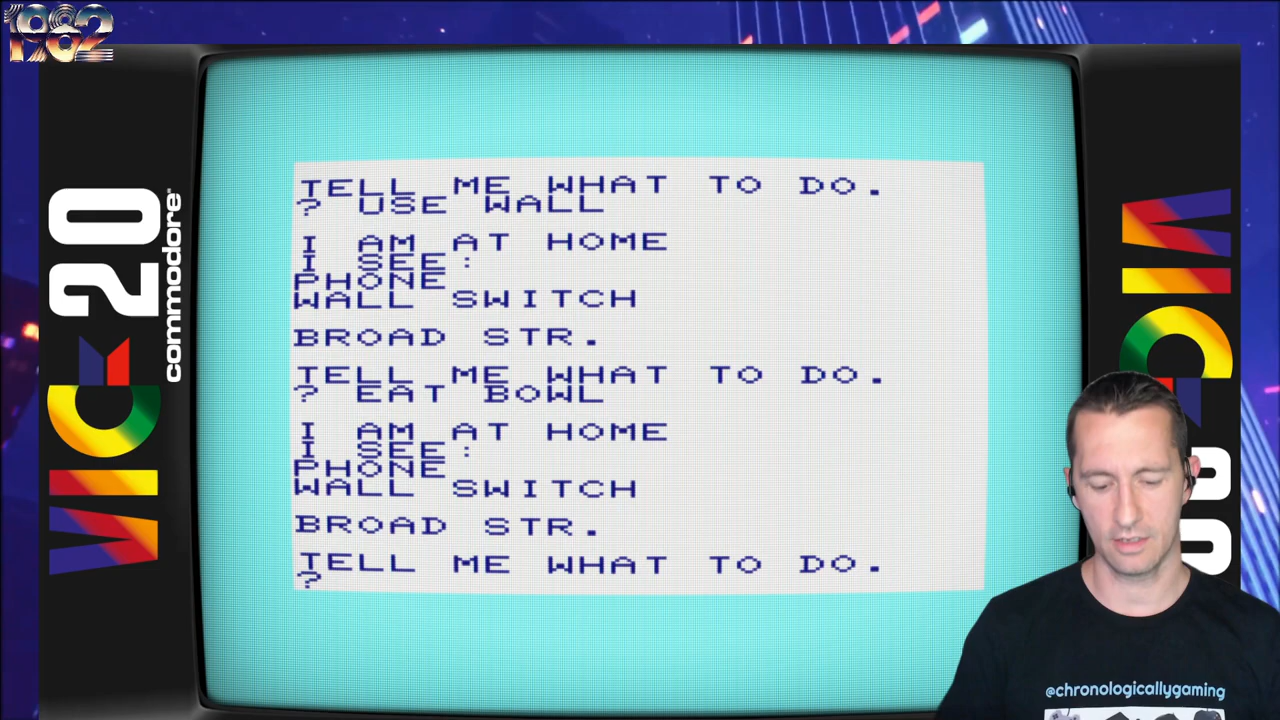 1982
TELL ME WHAT TO DO.
? USE WALL
I AM AT HOME
I SEE:
PHONE
WALL SWITCH
BROAD STR.
TELL ME WHAT TO DO.
? EAT BOWL
I AM AT HOME
I SEE:
PHONE
WALL SWITCH
BROAD STR.
TELL ME WHAT TO DO.
?
VIC-20
commodore
VIC
@chronologicallygaming